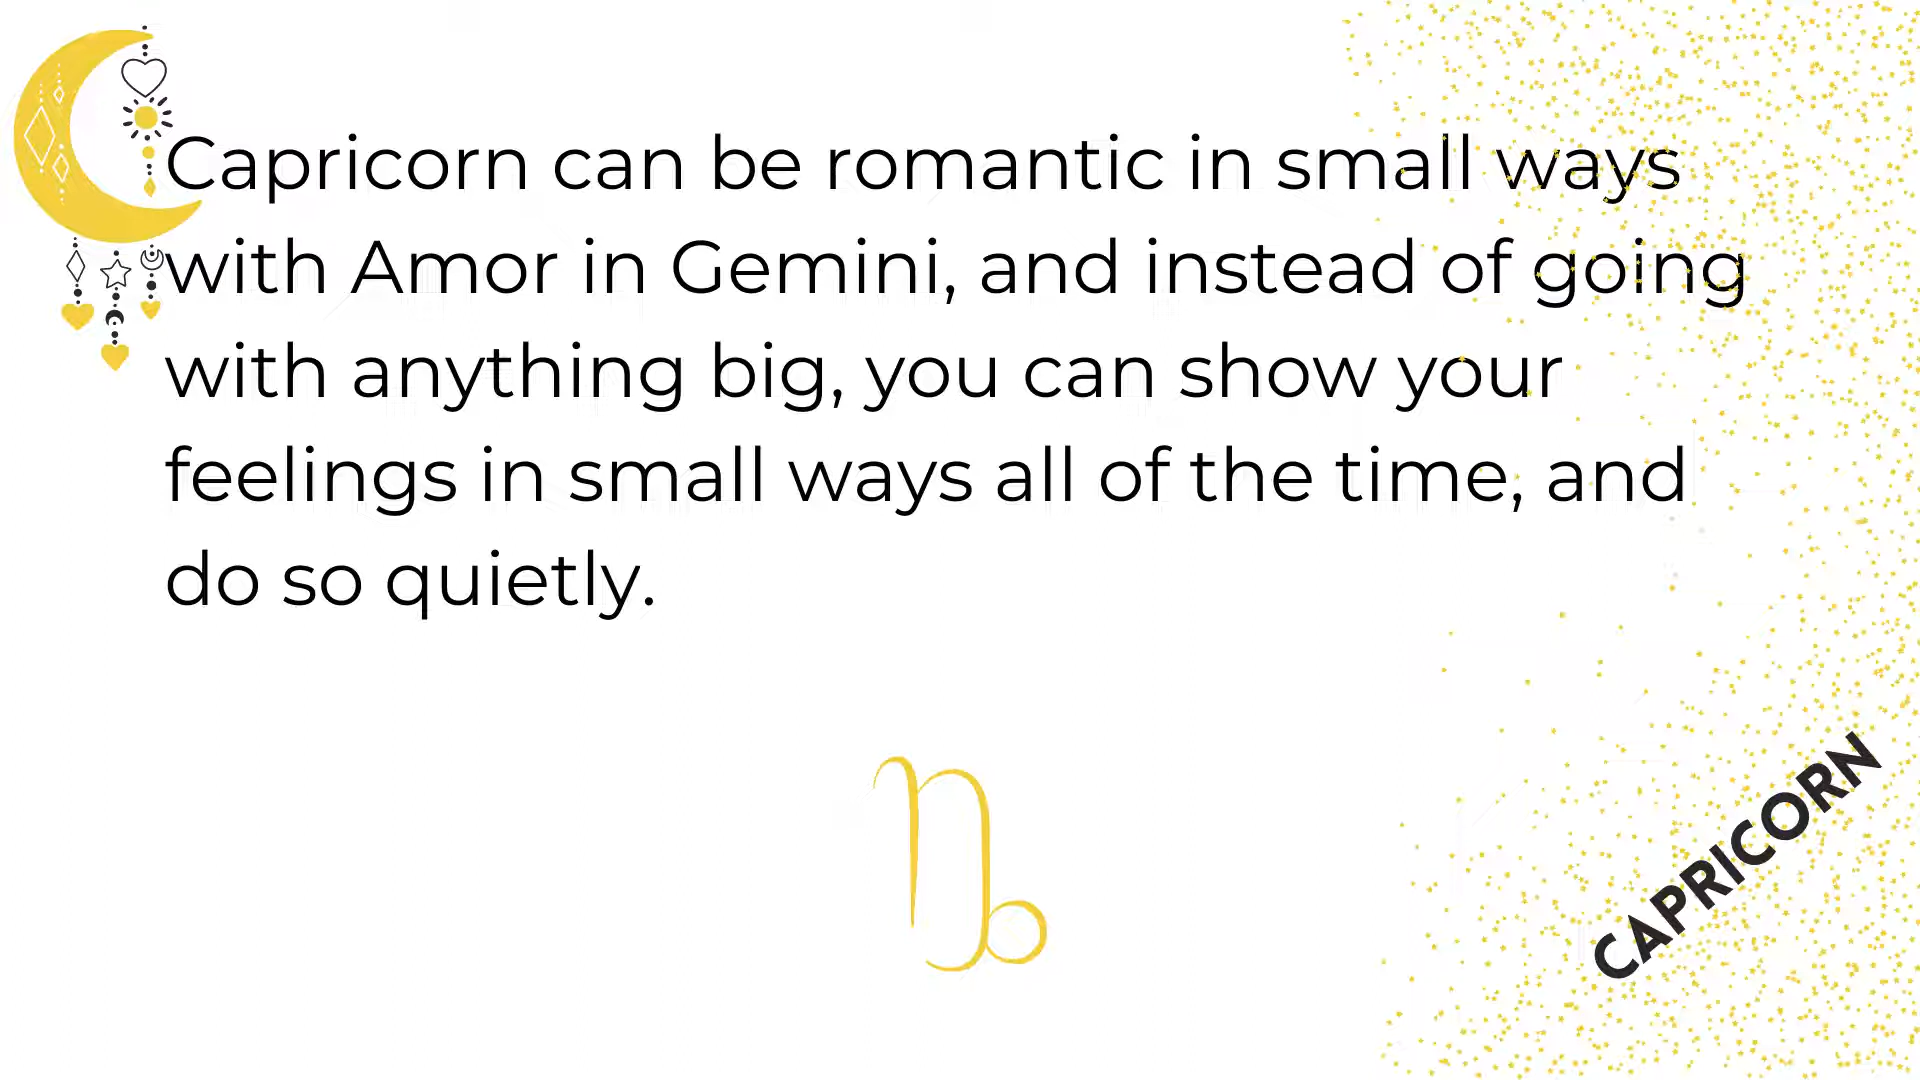 Capricorn can be romantic in small ways
with Amor in Gemini, and instead of going
with anything big, you can show your
feelings in small ways all of the time, and
do so quietly.
CAPRICORN